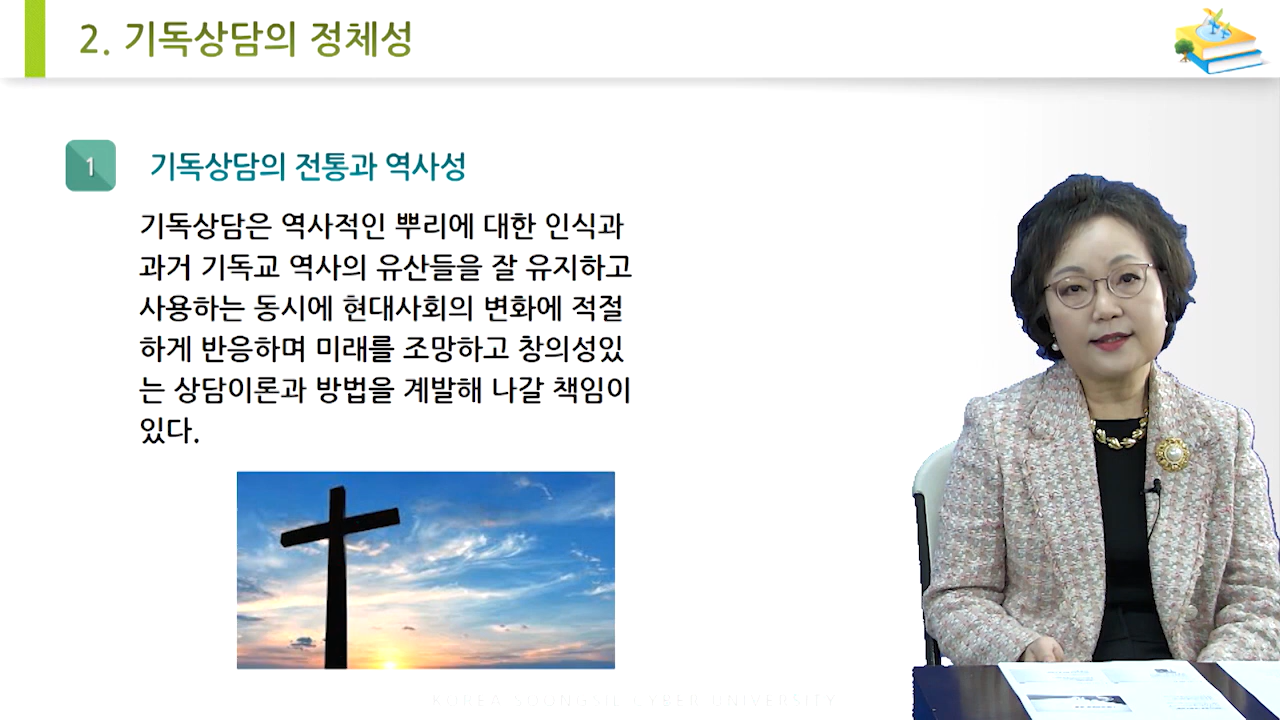 2. 기독상담의 정체성
1 기독상담의 전통과 역사성
기독상담은 역사적인 뿌리에 대한 인식과
과거 기독교 역사의 유산들을 잘 유지하고
사용하는 동시에 현대사회의 변화에 적절
하게 반응하며 미래를 조망하고 창의성있
는 상담이론과 방법을 계발해 나갈 책임이
있다.
KOREA SOONGSIL CYBER UNIVERSITY